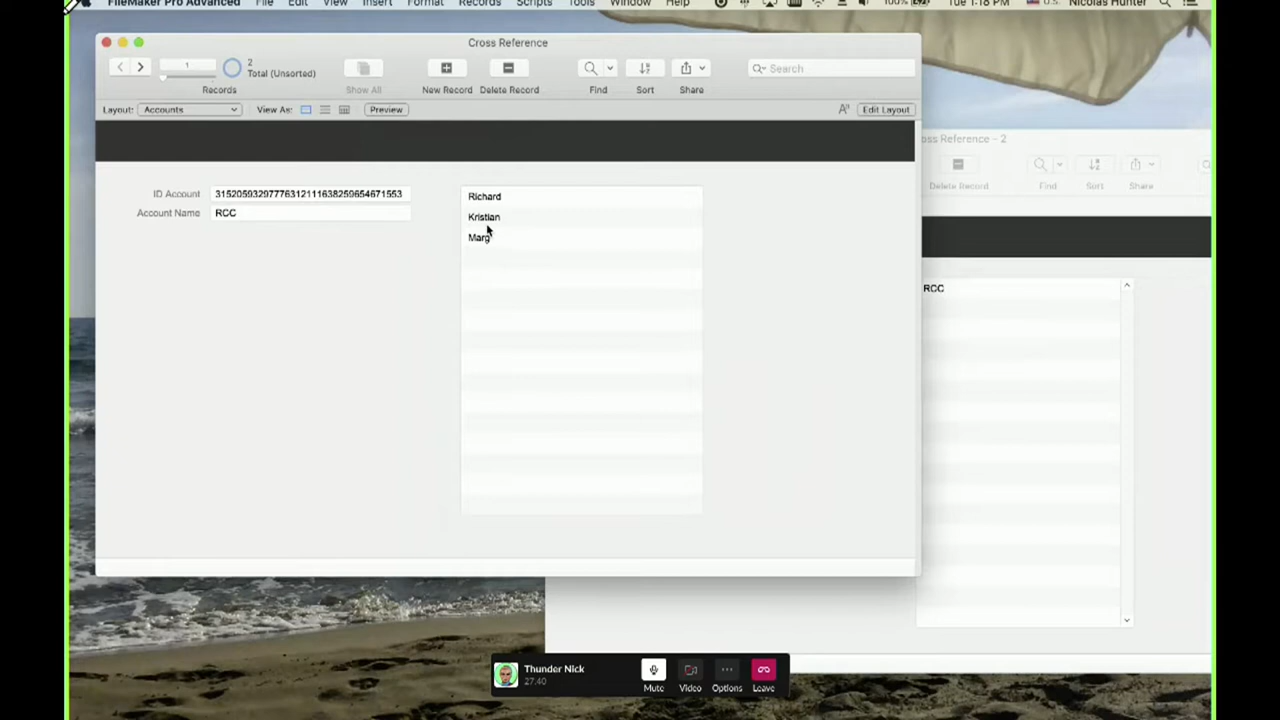 FileMaker Pro Advanced File Edit View Insert Format Records Scripts Tools Window Help 100% U.S. Tue 1:18 PM Nicolas Hunter
Cross Reference
1
2
Total (Unsorted)
Search
Records
Show All
New Record
Delete Record
Find
Sort
Share
Layout: Accounts
View As:
Preview
Edit Layout
ID Account
Account Name RCC
Richard
Kristian
Marg
oss Reference - 2
Delete Record
Find
Sort
Share
RCC
Thunder Nick
27:40
Mute
Video
Options
Leave